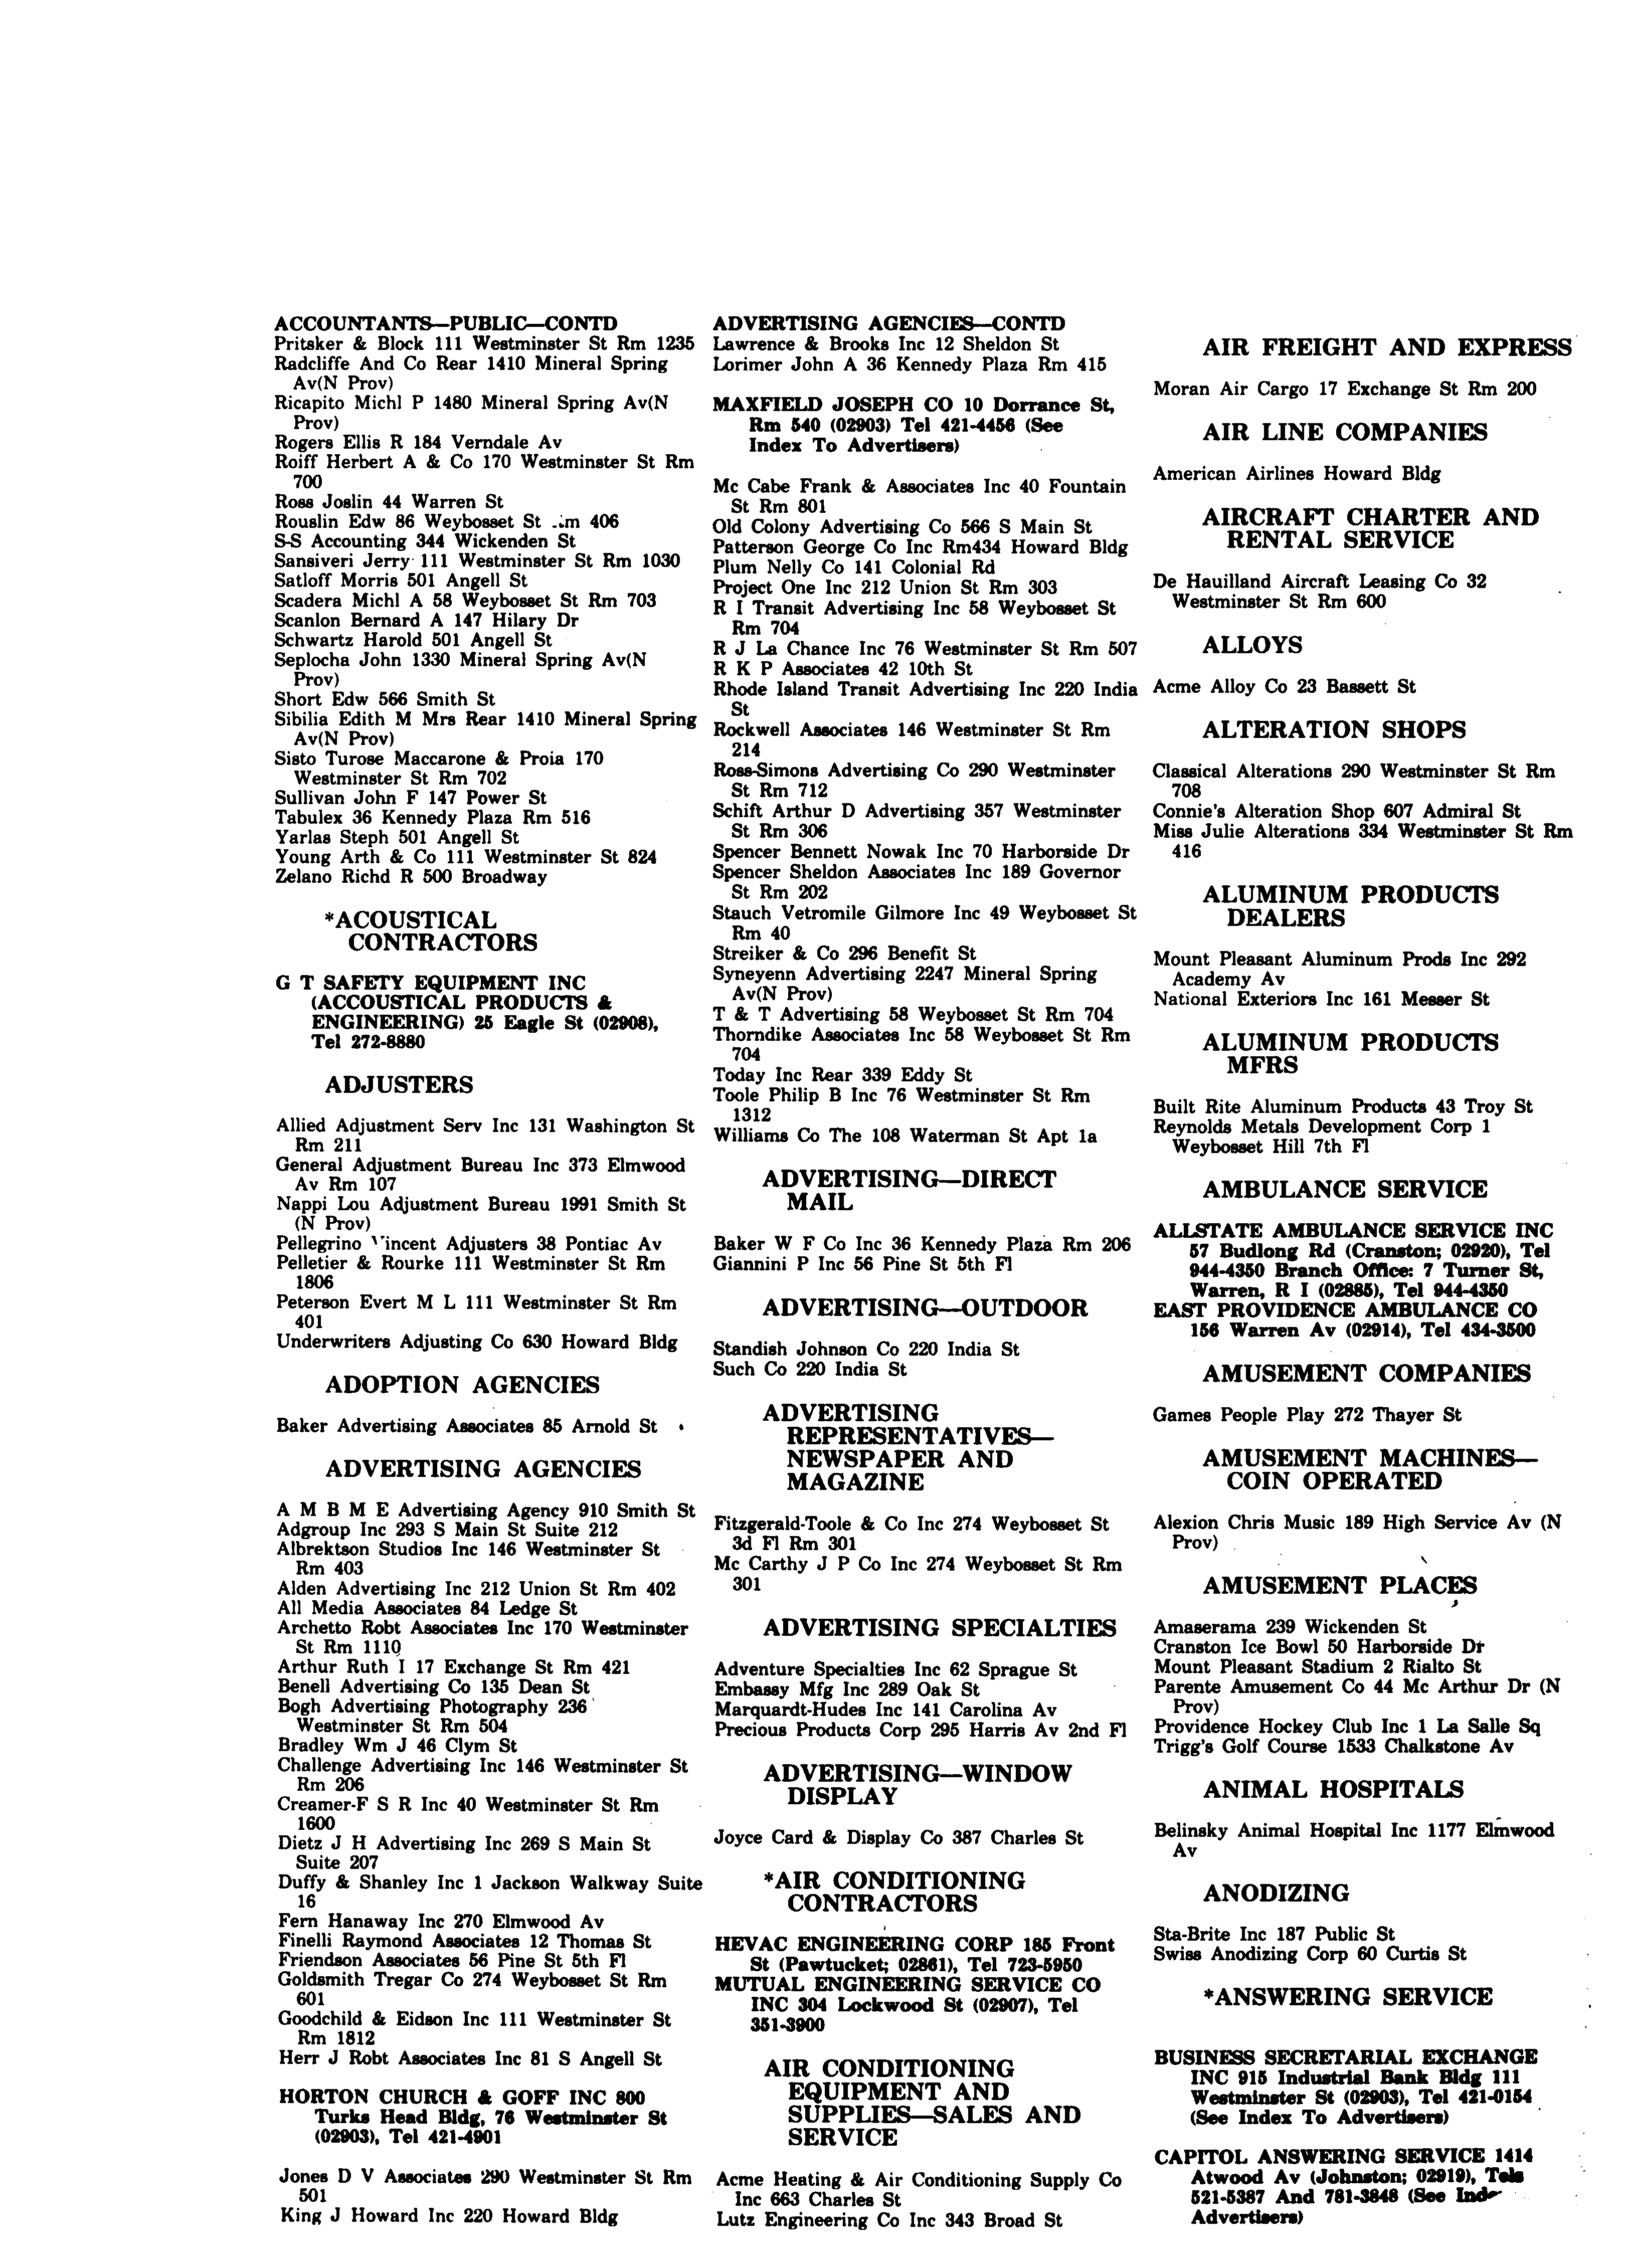 ACCOUNTANTS—PUBLIC—CONTD
Pritsker & Block 111 Westminster St Rm 1235
Radcliffe And Co Rear 1410 Mineral Spring
Av(N Prov)
Ricapito Michl P 1480 Mineral Spring Av(N
Prov)
Rogers Ellis R 184 Verndale Av
Roiff Herbert A & Co 170 Westminster St Rm
700
Ross Joslin 44 Warren St
Rouslin Edw 86 Weybosset St 406
S-S Accounting 344 Wickenden St
Sansiveri Jerry 111 Westminster St Rm 1030
Satloff Morris 501 Angell St
Scadera Michl A 58 Weybosset St Rm 703
Scanlon Bernard A 147 Hilary Dr
Schwartz Harold 501 Angell St
Seplocha John 1330 Mineral Spring Av(N
Prov)
Short Edw 566 Smith St
Sibilia Edith M Mrs Rear 1410 Mineral Spring
Av(N Prov)
Sisto Turose Maccarone & Proia 170
Westminster St Rm 702
Sullivan John F 147 Power St
Tabulex 36 Kennedy Plaza Rm 516
Yarlas Steph 501 Angell St
Young Arth & Co 111 Westminster St 824
Zelano Richd R 500 Broadway
*ACOUSTICAL
CONTRACTORS
G T SAFETY EQUIPMENT INC
(ACCOUSTICAL PRODUCTS &
ENGINEERING) 25 Eagle St (02908),
Tel 272-8880
ADJUSTERS
Allied Adjustment Serv Inc 131 Washington St
Rm 211
General Adjustment Bureau Inc 373 Elmwood
Av Rm 107
Nappi Lou Adjustment Bureau 1991 Smith St
(N Prov)
Pellegrino Vincent Adjusters 38 Pontiac Av
Pelletier & Rourke 111 Westminster St Rm
1806
Peterson Evert M L 111 Westminster St Rm
401
Underwriters Adjusting Co 630 Howard Bldg
ADOPTION AGENCIES
Baker Advertising Associates 85 Arnold St
ADVERTISING AGENCIES
A M B M E Advertising Agency 910 Smith St
Adgroup Inc 293 S Main St Suite 212
Albrektson Studios Inc 146 Westminster St
Rm 403
Alden Advertising Inc 212 Union St Rm 402
All Media Associates 84 Ledge St
Archetto Robt Associates Inc 170 Westminster
St Rm 1110
Arthur Ruth I 17 Exchange St Rm 421
Benell Advertising Co 135 Dean St
Bogh Advertising Photography 236
Westminster St Rm 504
Bradley Wm J 46 Clym St
Challenge Advertising Inc 146 Westminster St
Rm 206
Creamer-F S R Inc 40 Westminster St Rm
1600
Dietz J H Advertising Inc 269 S Main St
Suite 207
Duffy & Shanley Inc 1 Jackson Walkway Suite
16
Fern Hanaway Inc 270 Elmwood Av
Finelli Raymond Associates 12 Thomas St
Friendson Associates 56 Pine St 5th Fl
Goldsmith Tregar Co 274 Weybosset St Rm
601
Goodchild & Eidson Inc 111 Westminster St
Rm 1812
Herr J Robt Associates Inc 81 S Angell St
HORTON CHURCH & GOFF INC 800
Turks Head Bldg, 76 Westminster St
(02903), Tel 421-4901
Jones D V Associates 290 Westminster St Rm
501
King J Howard Inc 220 Howard Bldg
ADVERTISING AGENCIES—CONTD
Lawrence & Brooks Inc 12 Sheldon St
Lorimer John A 36 Kennedy Plaza Rm 415
MAXFIELD JOSEPH CO 10 Dorrance St,
Rm 540 (02903) Tel 421-4456 (See
Index To Advertisers)
Mc Cabe Frank & Associates Inc 40 Fountain
St Rm 801
Old Colony Advertising Co 566 S Main St
Patterson George Co Inc Rm434 Howard Bldg
Plum Nelly Co 141 Colonial Rd
Project One Inc 212 Union St Rm 303
R I Transit Advertising Inc 58 Weybosset St
Rm 704
R J La Chance Inc 76 Westminster St Rm 507
R K P Associates 42 10th St
Rhode Island Transit Advertising Inc 220 India
St
Rockwell Associates 146 Westminster St Rm
214
Ross-Simons Advertising Co 290 Westminster
St Rm 712
Schift Arthur D Advertising 357 Westminster
St Rm 306
Spencer Bennett Nowak Inc 70 Harborside Dr
Spencer Sheldon Associates Inc 189 Governor
St Rm 202
Stauch Vetromile Gilmore Inc 49 Weybosset St
Rm 40
Streiker & Co 296 Benefit St
Syneyenn Advertising 2247 Mineral Spring
Av(N Prov)
T & T Advertising 58 Weybosset St Rm 704
Thorndike Associates Inc 58 Weybosset St Rm
704
Today Inc Rear 339 Eddy St
Toole Philip B Inc 76 Westminster St Rm
1312
Williams Co The 108 Waterman St Apt 1a
ADVERTISING—DIRECT
MAIL
Baker W F Co Inc 36 Kennedy Plaza Rm 206
Giannini P Inc 56 Pine St 5th Fl
ADVERTISING—OUTDOOR
Standish Johnson Co 220 India St
Such Co 220 India St
ADVERTISING
REPRESENTATIVES—
NEWSPAPER AND
MAGAZINE
Fitzgerald-Toole & Co Inc 274 Weybosset St
3d Fl Rm 301
Mc Carthy J P Co Inc 274 Weybosset St Rm
301
ADVERTISING SPECIALTIES
Adventure Specialties Inc 62 Sprague St
Embassy Mfg Inc 289 Oak St
Marquardt-Hudes Inc 141 Carolina Av
Precious Products Corp 295 Harris Av 2nd Fl
ADVERTISING—WINDOW
DISPLAY
Joyce Card & Display Co 387 Charles St
*AIR CONDITIONING
CONTRACTORS
HEVAC ENGINEERING CORP 185 Front
St (Pawtucket; 02861), Tel 723-5950
MUTUAL ENGINEERING SERVICE CO
INC 304 Lockwood St (02907), Tel
351-3900
AIR CONDITIONING
EQUIPMENT AND
SUPPLIES—SALES AND
SERVICE
Acme Heating & Air Conditioning Supply Co
Inc 663 Charles St
Lutz Engineering Co Inc 343 Broad St
AIR FREIGHT AND EXPRESS
Moran Air Cargo 17 Exchange St Rm 200
AIR LINE COMPANIES
American Airlines Howard Bldg
AIRCRAFT CHARTER AND
RENTAL SERVICE
De Hauilland Aircraft Leasing Co 32
Westminster St Rm 600
ALLOYS
Acme Alloy Co 23 Bassett St
ALTERATION SHOPS
Classical Alterations 290 Westminster St Rm
708
Connie's Alteration Shop 607 Admiral St
Miss Julie Alterations 334 Westminster St Rm
416
ALUMINUM PRODUCTS
DEALERS
Mount Pleasant Aluminum Prods Inc 292
Academy Av
National Exteriors Inc 161 Messer St
ALUMINUM PRODUCTS
MFRS
Built Rite Aluminum Products 43 Troy St
Reynolds Metals Development Corp 1
Weybosset Hill 7th Fl
AMBULANCE SERVICE
ALLSTATE AMBULANCE SERVICE INC
57 Budlong Rd (Cranston; 02920), Tel
944-4350 Branch Office: 7 Turner St,
Warren, R I (02885), Tel 944-4350
EAST PROVIDENCE AMBULANCE CO
156 Warren Av (02914), Tel 434-3500
AMUSEMENT COMPANIES
Games People Play 272 Thayer St
AMUSEMENT MACHINES—
COIN OPERATED
Alexion Chris Music 189 High Service Av (N
Prov)
AMUSEMENT PLACES
Amaserama 239 Wickenden St
Cranston Ice Bowl 50 Harborside Dr
Mount Pleasant Stadium 2 Rialto St
Parente Amusement Co 44 Mc Arthur Dr (N
Prov)
Providence Hockey Club Inc 1 La Salle Sq
Trigg's Golf Course 1533 Chalkstone Av
ANIMAL HOSPITALS
Belinsky Animal Hospital Inc 1177 Elmwood
Av
ANODIZING
Sta-Brite Inc 187 Public St
Swiss Anodizing Corp 60 Curtis St
*ANSWERING SERVICE
BUSINESS SECRETARIAL EXCHANGE
INC 915 Industrial Bank Bldg 111
Westminster St (02903), Tel 421-0154
(See Index To Advertisers)
CAPITOL ANSWERING SERVICE 1414
Atwood Av (Johnston; 02919), Tels
521-5387 And 781-3848 (See
Advertisers)